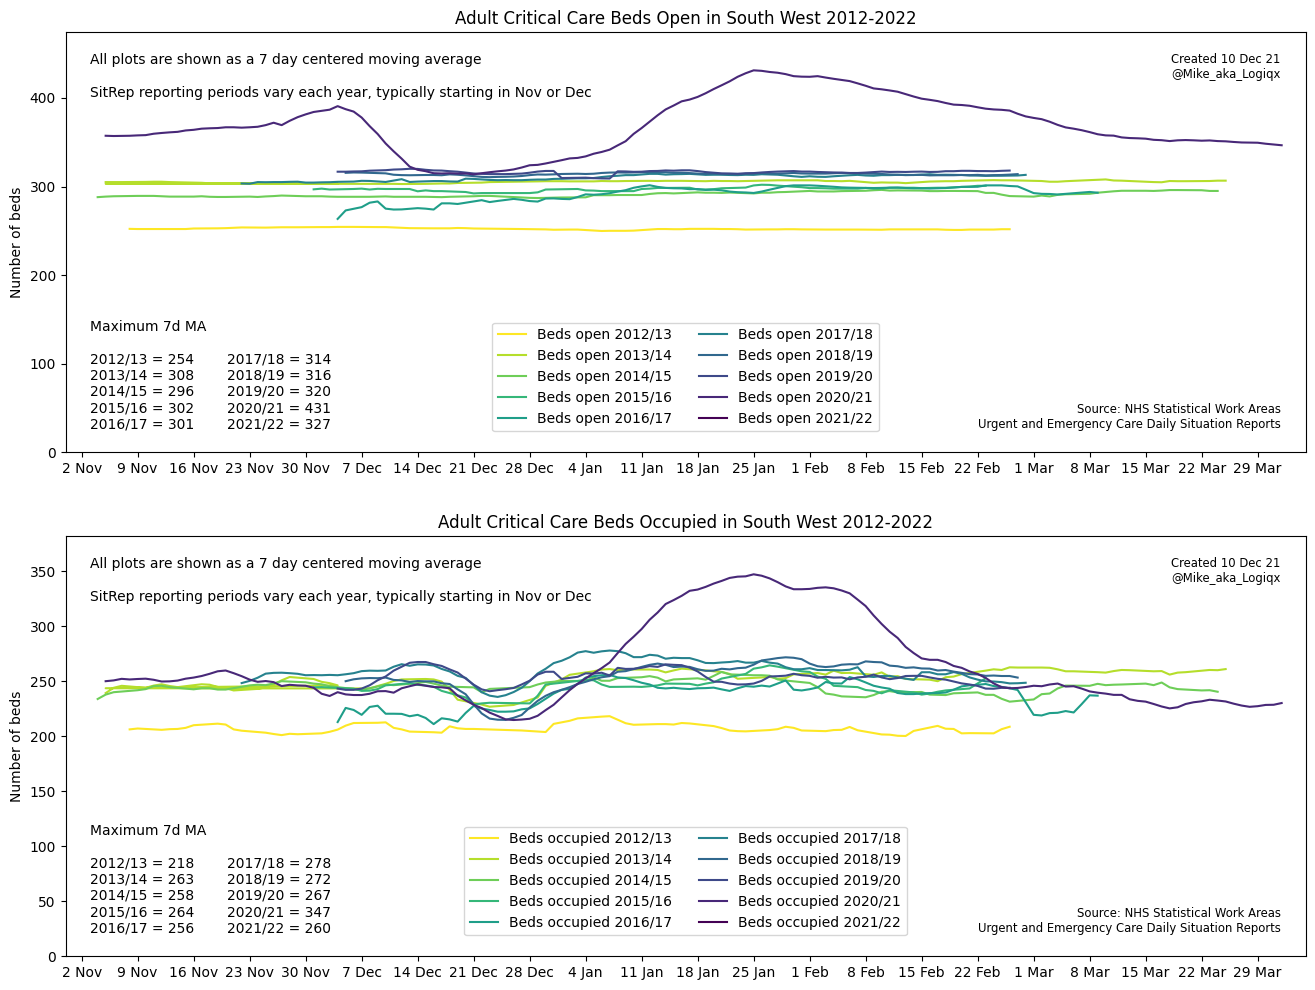 Adult Critical Care Beds Open in South West 2012-2022
All plots are shown as a 7 day centered moving average
SitRep reporting periods vary each year, typically starting in Nov or Dec
Created 10 Dec 21
@Mike_aka_Logiqx
Number of beds
400
300
200
100
0
Maximum 7d MA
2012/13 = 254 2017/18 = 314
2013/14 = 308 2018/19 = 316
2014/15 = 296 2019/20 = 320
2015/16 = 302 2020/21 = 431
2016/17 = 301 2021/22 = 327
Beds open 2012/13 Beds open 2017/18
Beds open 2013/14 Beds open 2018/19
Beds open 2014/15 Beds open 2019/20
Beds open 2015/16 Beds open 2020/21
Beds open 2016/17 Beds open 2021/22
Source: NHS Statistical Work Areas
Urgent and Emergency Care Daily Situation Reports
2 Nov 9 Nov 16 Nov 23 Nov 30 Nov 7 Dec 14 Dec 21 Dec 28 Dec 4 Jan 11 Jan 18 Jan 25 Jan 1 Feb 8 Feb 15 Feb 22 Feb 1 Mar 8 Mar 15 Mar 22 Mar 29 Mar
Adult Critical Care Beds Occupied in South West 2012-2022
All plots are shown as a 7 day centered moving average
SitRep reporting periods vary each year, typically starting in Nov or Dec
Created 10 Dec 21
@Mike_aka_Logiqx
Number of beds
350
300
250
200
150
100
50
0
Maximum 7d MA
2012/13 = 218 2017/18 = 278
2013/14 = 263 2018/19 = 272
2014/15 = 258 2019/20 = 267
2015/16 = 264 2020/21 = 347
2016/17 = 256 2021/22 = 260
Beds occupied 2012/13 Beds occupied 2017/18
Beds occupied 2013/14 Beds occupied 2018/19
Beds occupied 2014/15 Beds occupied 2019/20
Beds occupied 2015/16 Beds occupied 2020/21
Beds occupied 2016/17 Beds occupied 2021/22
Source: NHS Statistical Work Areas
Urgent and Emergency Care Daily Situation Reports
2 Nov 9 Nov 16 Nov 23 Nov 30 Nov 7 Dec 14 Dec 21 Dec 28 Dec 4 Jan 11 Jan 18 Jan 25 Jan 1 Feb 8 Feb 15 Feb 22 Feb 1 Mar 8 Mar 15 Mar 22 Mar 29 Mar